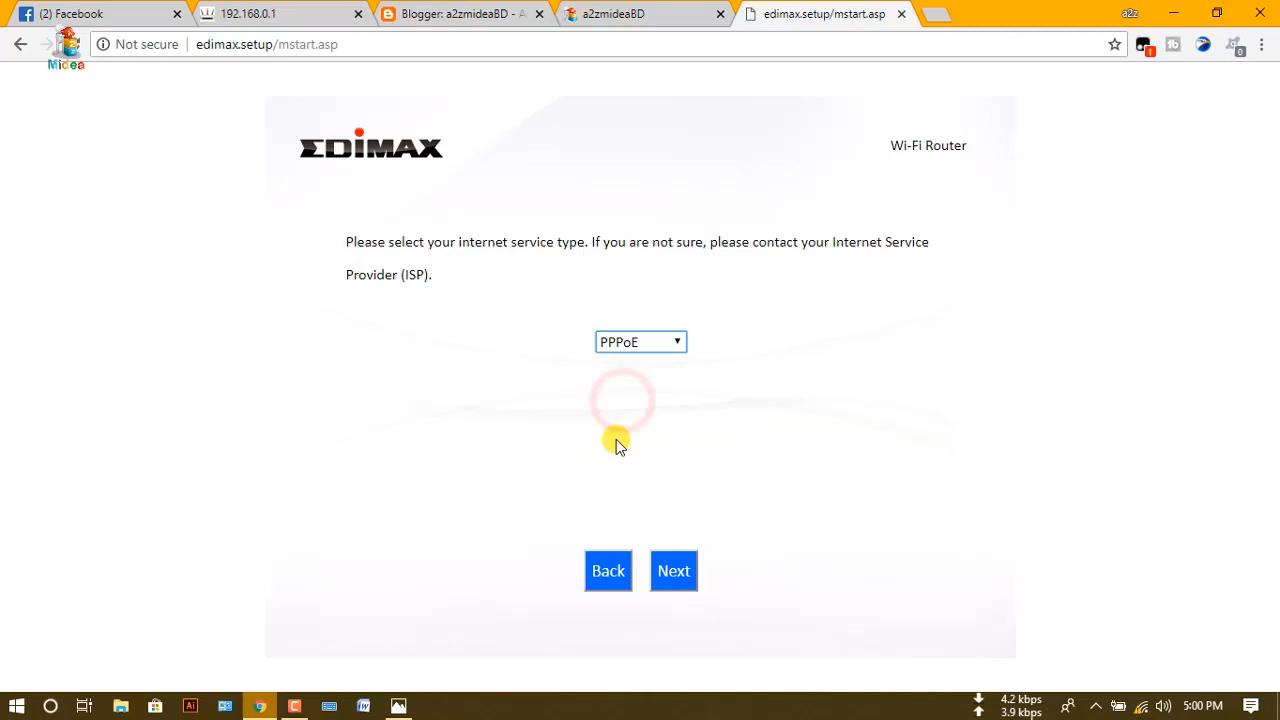 (2) Facebook
192.168.0.1
Blogger: a2zmideaBD - A
a2zmideaBD
edimax.setup/mstart.asp
a2z
Not secure
edimax.setup/mstart.asp
1
0
Midea
EDiMAX
Wi-Fi Router
Please select your internet service type. If you are not sure, please contact your Internet Service
Provider (ISP).
PPPoE
Back
Next
4.2 kbps
3.9 kbps
5:00 PM